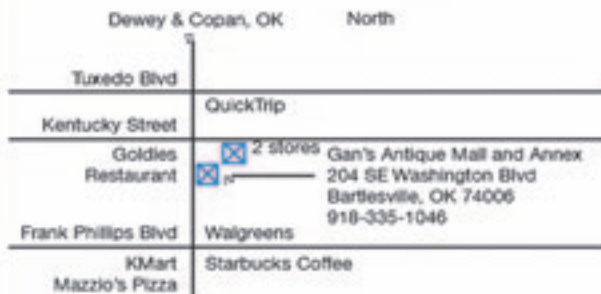 Dewey & Copan, OK North
Tuxedo Blvd
QuickTrip
Kentucky Street
Goldies
Restaurant
2 stores
Gan's Antique Mall and Annex
204 SE Washington Blvd
Bartlesville, OK 74006
918-335-1046
Frank Phillips Blvd
Walgreens
KMart
Mazzio's Pizza
Starbucks Coffee